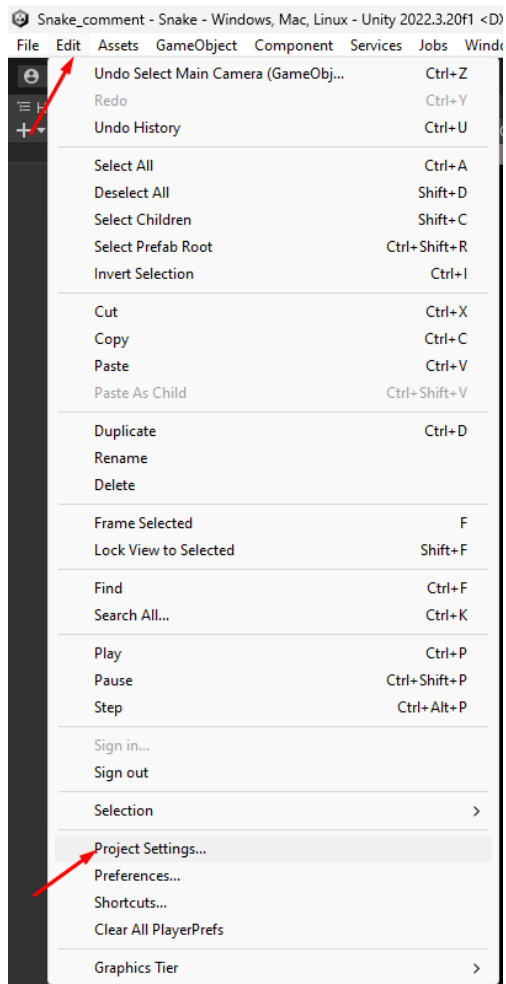 Snake_comment - Snake - Windows, Mac, Linux - Unity 2022.3.20f1 <D
File Edit Assets GameObject Component Services Jobs Wind
Undo Select Main Camera (GameObj... Ctrl+Z
Redo Ctrl+Y
Undo History Ctrl+U
Select All Ctrl+A
Deselect All Shift+D
Select Children Shift+C
Select Prefab Root Ctrl+Shift+R
Invert Selection Ctrl+I
Cut Ctrl+X
Copy Ctrl+C
Paste Ctrl+V
Paste As Child Ctrl+Shift+V
Duplicate Ctrl+D
Rename
Delete
Frame Selected F
Lock View to Selected Shift+F
Find Ctrl+F
Search All... Ctrl+K
Play Ctrl+P
Pause Ctrl+Shift+P
Step Ctrl+Alt+P
Sign in...
Sign out
Selection >
Project Settings...
Preferences...
Shortcuts...
Clear All PlayerPrefs
Graphics Tier >